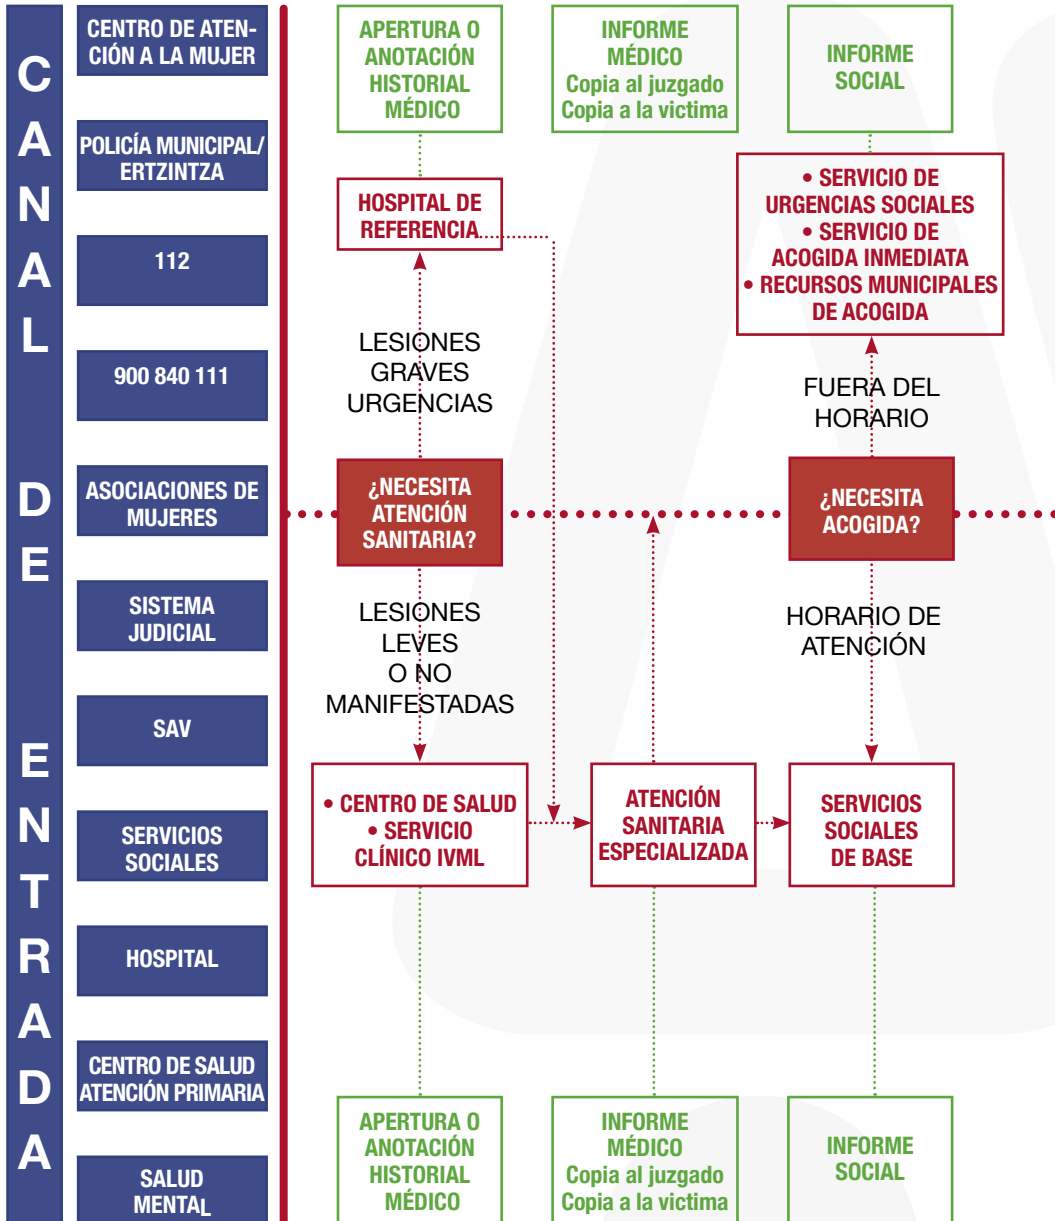 CANAL DE ENTRADA
CENTRO DE ATEN-
CIÓN A LA MUJER
POLICÍA MUNICIPAL/
ERTZINTZA
112
900 840 111
ASOCIACIONES DE
MUJERES
SISTEMA
JUDICIAL
SAV
SERVICIOS
SOCIALES
HOSPITAL
CENTRO DE SALUD
ATENCIÓN PRIMARIA
SALUD
MENTAL
APERTURA O
ANOTACIÓN
HISTORIAL
MÉDICO
INFORME
MÉDICO
Copia al juzgado
Copia a la victima
INFORME
SOCIAL
HOSPITAL DE
REFERENCIA
• SERVICIO DE
URGENCIAS SOCIALES
• SERVICIO DE
ACOGIDA INMEDIATA
• RECURSOS MUNICIPALES
DE ACOGIDA
LESIONES
GRAVES
URGENCIAS
FUERA DEL
HORARIO
¿NECESITA
ATENCIÓN
SANITARIA?
¿NECESITA
ACOGIDA?
LESIONES
LEVES
O NO
MANIFESTADAS
HORARIO DE
ATENCIÓN
• CENTRO DE SALUD
• SERVICIO
CLÍNICO IVML
ATENCIÓN
SANITARIA
ESPECIALIZADA
SERVICIOS
SOCIALES
DE BASE
APERTURA O
ANOTACIÓN
HISTORIAL
MÉDICO
INFORME
MÉDICO
Copia al juzgado
Copia a la victima
INFORME
SOCIAL